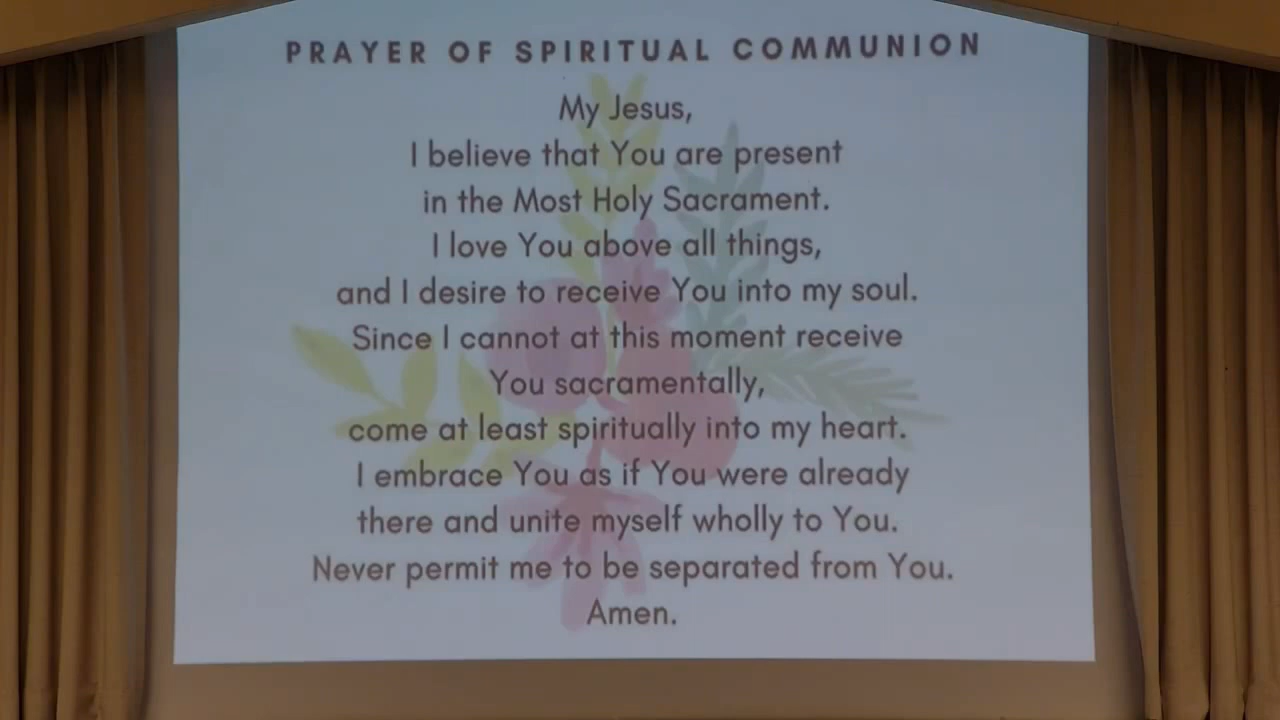 PRAYER OF SPIRITUAL COMMUNION
My Jesus,
I believe that You are present
in the Most Holy Sacrament.
I love You above all things,
and I desire to receive You into my soul.
Since I cannot at this moment receive
You sacramentally,
come at least spiritually into my heart.
I embrace You as if You were already
there and unite myself wholly to You.
Never permit me to be separated from You.
Amen.